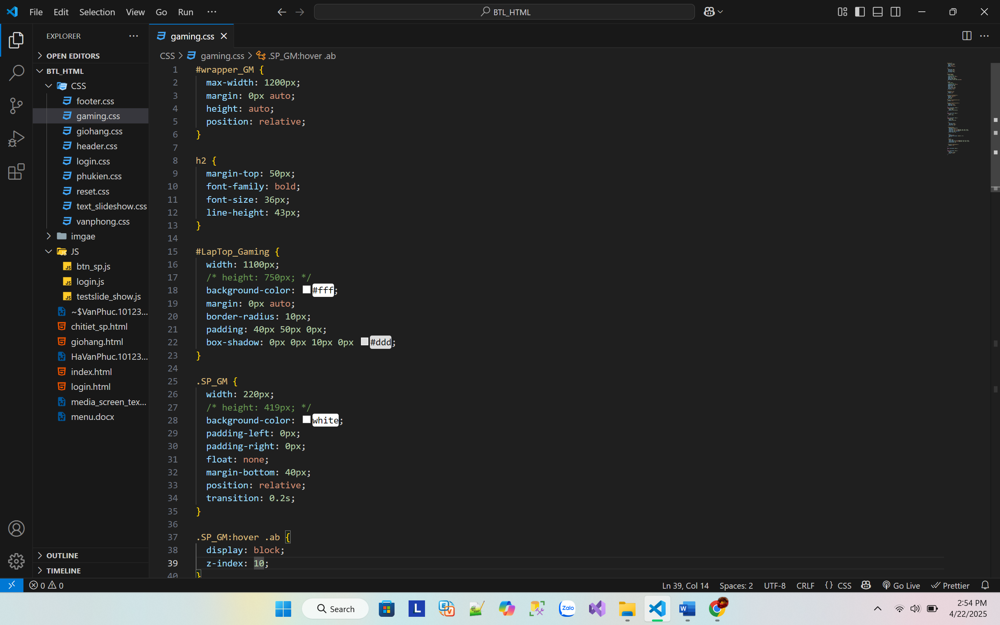 File Edit Selection View Go Run ···
BTL_HTML
EXPLORER ···
OPEN EDITORS
BTL_HTML
CSS
footer.css
gaming.css
giohang.css
header.css
login.css
phukien.css
reset.css
text_slideshow.css
vanphong.css
imgae
JS
btn_sp.js
login.js
testslide_show.js
~$VanPhuc.10123...
chitiet_sp.html
giohang.html
HaVanPhuc.10123...
index.html
login.html
media_screen_tex...
menu.docx
OUTLINE
TIMELINE
gaming.css
CSS > gaming.css > .SP_GM:hover .ab
1 #wrapper_GM {
2 max-width: 1200px;
3 margin: 0px auto;
4 height: auto;
5 position: relative;
6 }
7
8 h2 {
9 margin-top: 50px;
10 font-family: bold;
11 font-size: 36px;
12 line-height: 43px;
13 }
14
15 #LapTop_Gaming {
16 width: 1100px;
17 /* height: 750px; */
18 background-color: #fff;
19 margin: 0px auto;
20 border-radius: 10px;
21 padding: 40px 50px 0px;
22 box-shadow: 0px 0px 10px 0px #ddd;
23 }
24
25 .SP_GM {
26 width: 220px;
27 /* height: 419px; */
28 background-color: white;
29 padding-left: 0px;
30 padding-right: 0px;
31 float: none;
32 margin-bottom: 40px;
33 position: relative;
34 transition: 0.2s;
35 }
36
37 .SP_GM:hover .ab {
38 display: block;
39 z-index: 10;
40 }
0 0
Ln 39, Col 14 Spaces: 2 UTF-8 CRLF {} CSS Go Live Prettier
Search
L
Zalo
2:54 PM
4/22/2025